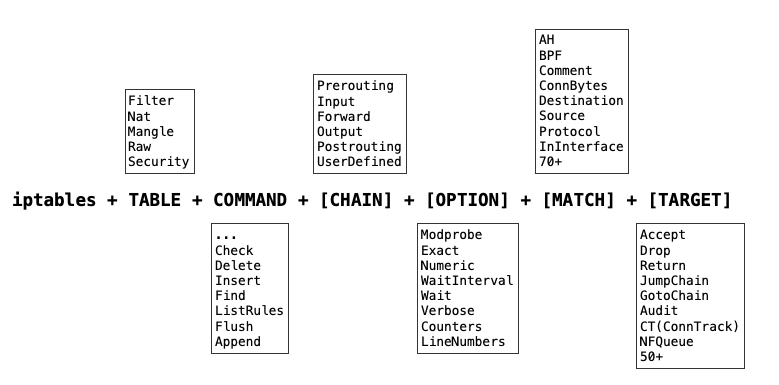 AH
BPF
Comment
ConnBytes
Destination
Source
Protocol
InInterface
70+
Prerouting
Input
Forward
Output
Postrouting
UserDefined
Filter
Nat
Mangle
Raw
Security
iptables + TABLE + COMMAND + [CHAIN] + [OPTION] + [MATCH] + [TARGET]
...
Check
Delete
Insert
Find
ListRules
Flush
Append
Modprobe
Exact
Numeric
WaitInterval
Wait
Verbose
Counters
LineNumbers
Accept
Drop
Return
JumpChain
GotoChain
Audit
CT(ConnTrack)
NFQueue
50+